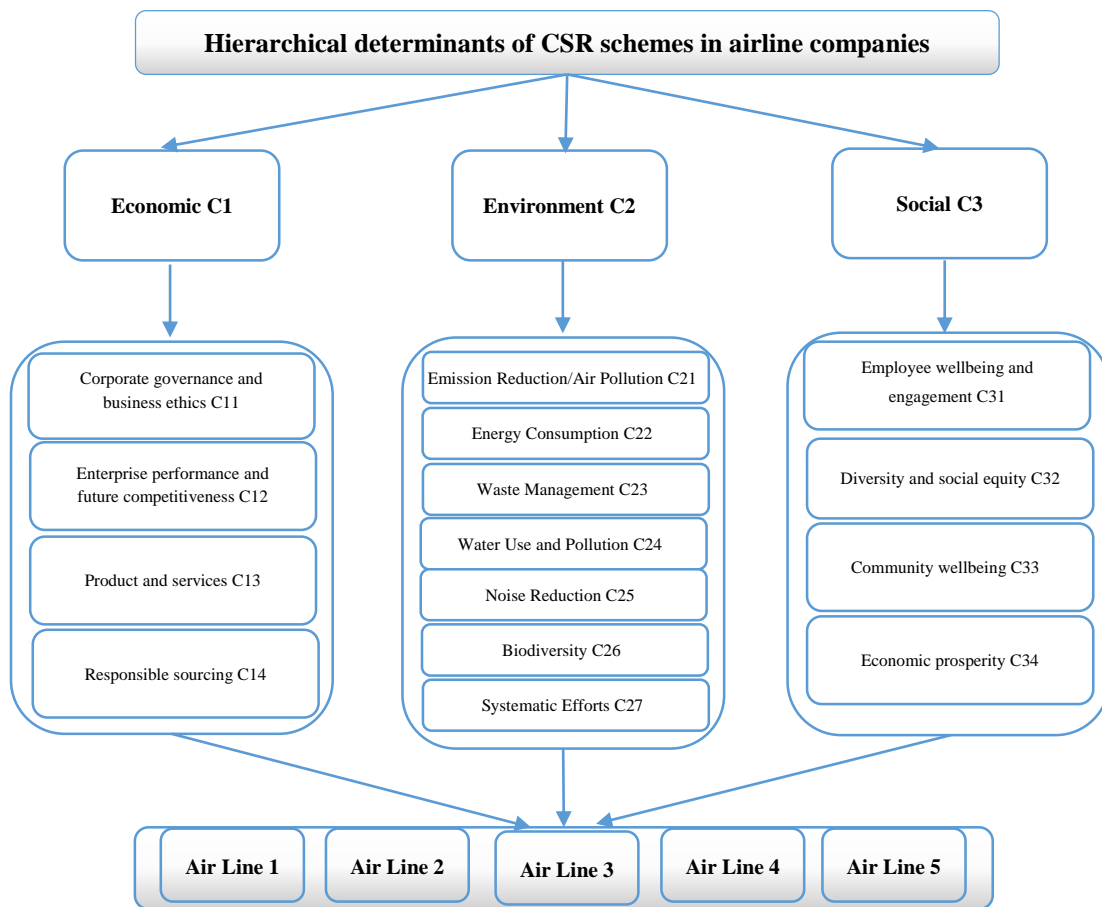 Hierarchical determinants of CSR schemes in airline companies
Economic C1
Environment C2
Social C3
Corporate governance and
business ethics C11
Enterprise performance and
future competitiveness C12
Product and services C13
Responsible sourcing C14
Emission Reduction/Air Pollution C21
Energy Consumption C22
Waste Management C23
Water Use and Pollution C24
Noise Reduction C25
Biodiversity C26
Systematic Efforts C27
Employee wellbeing and
engagement C31
Diversity and social equity C32
Community wellbeing C33
Economic prosperity C34
Air Line 1
Air Line 2
Air Line 3
Air Line 4
Air Line 5